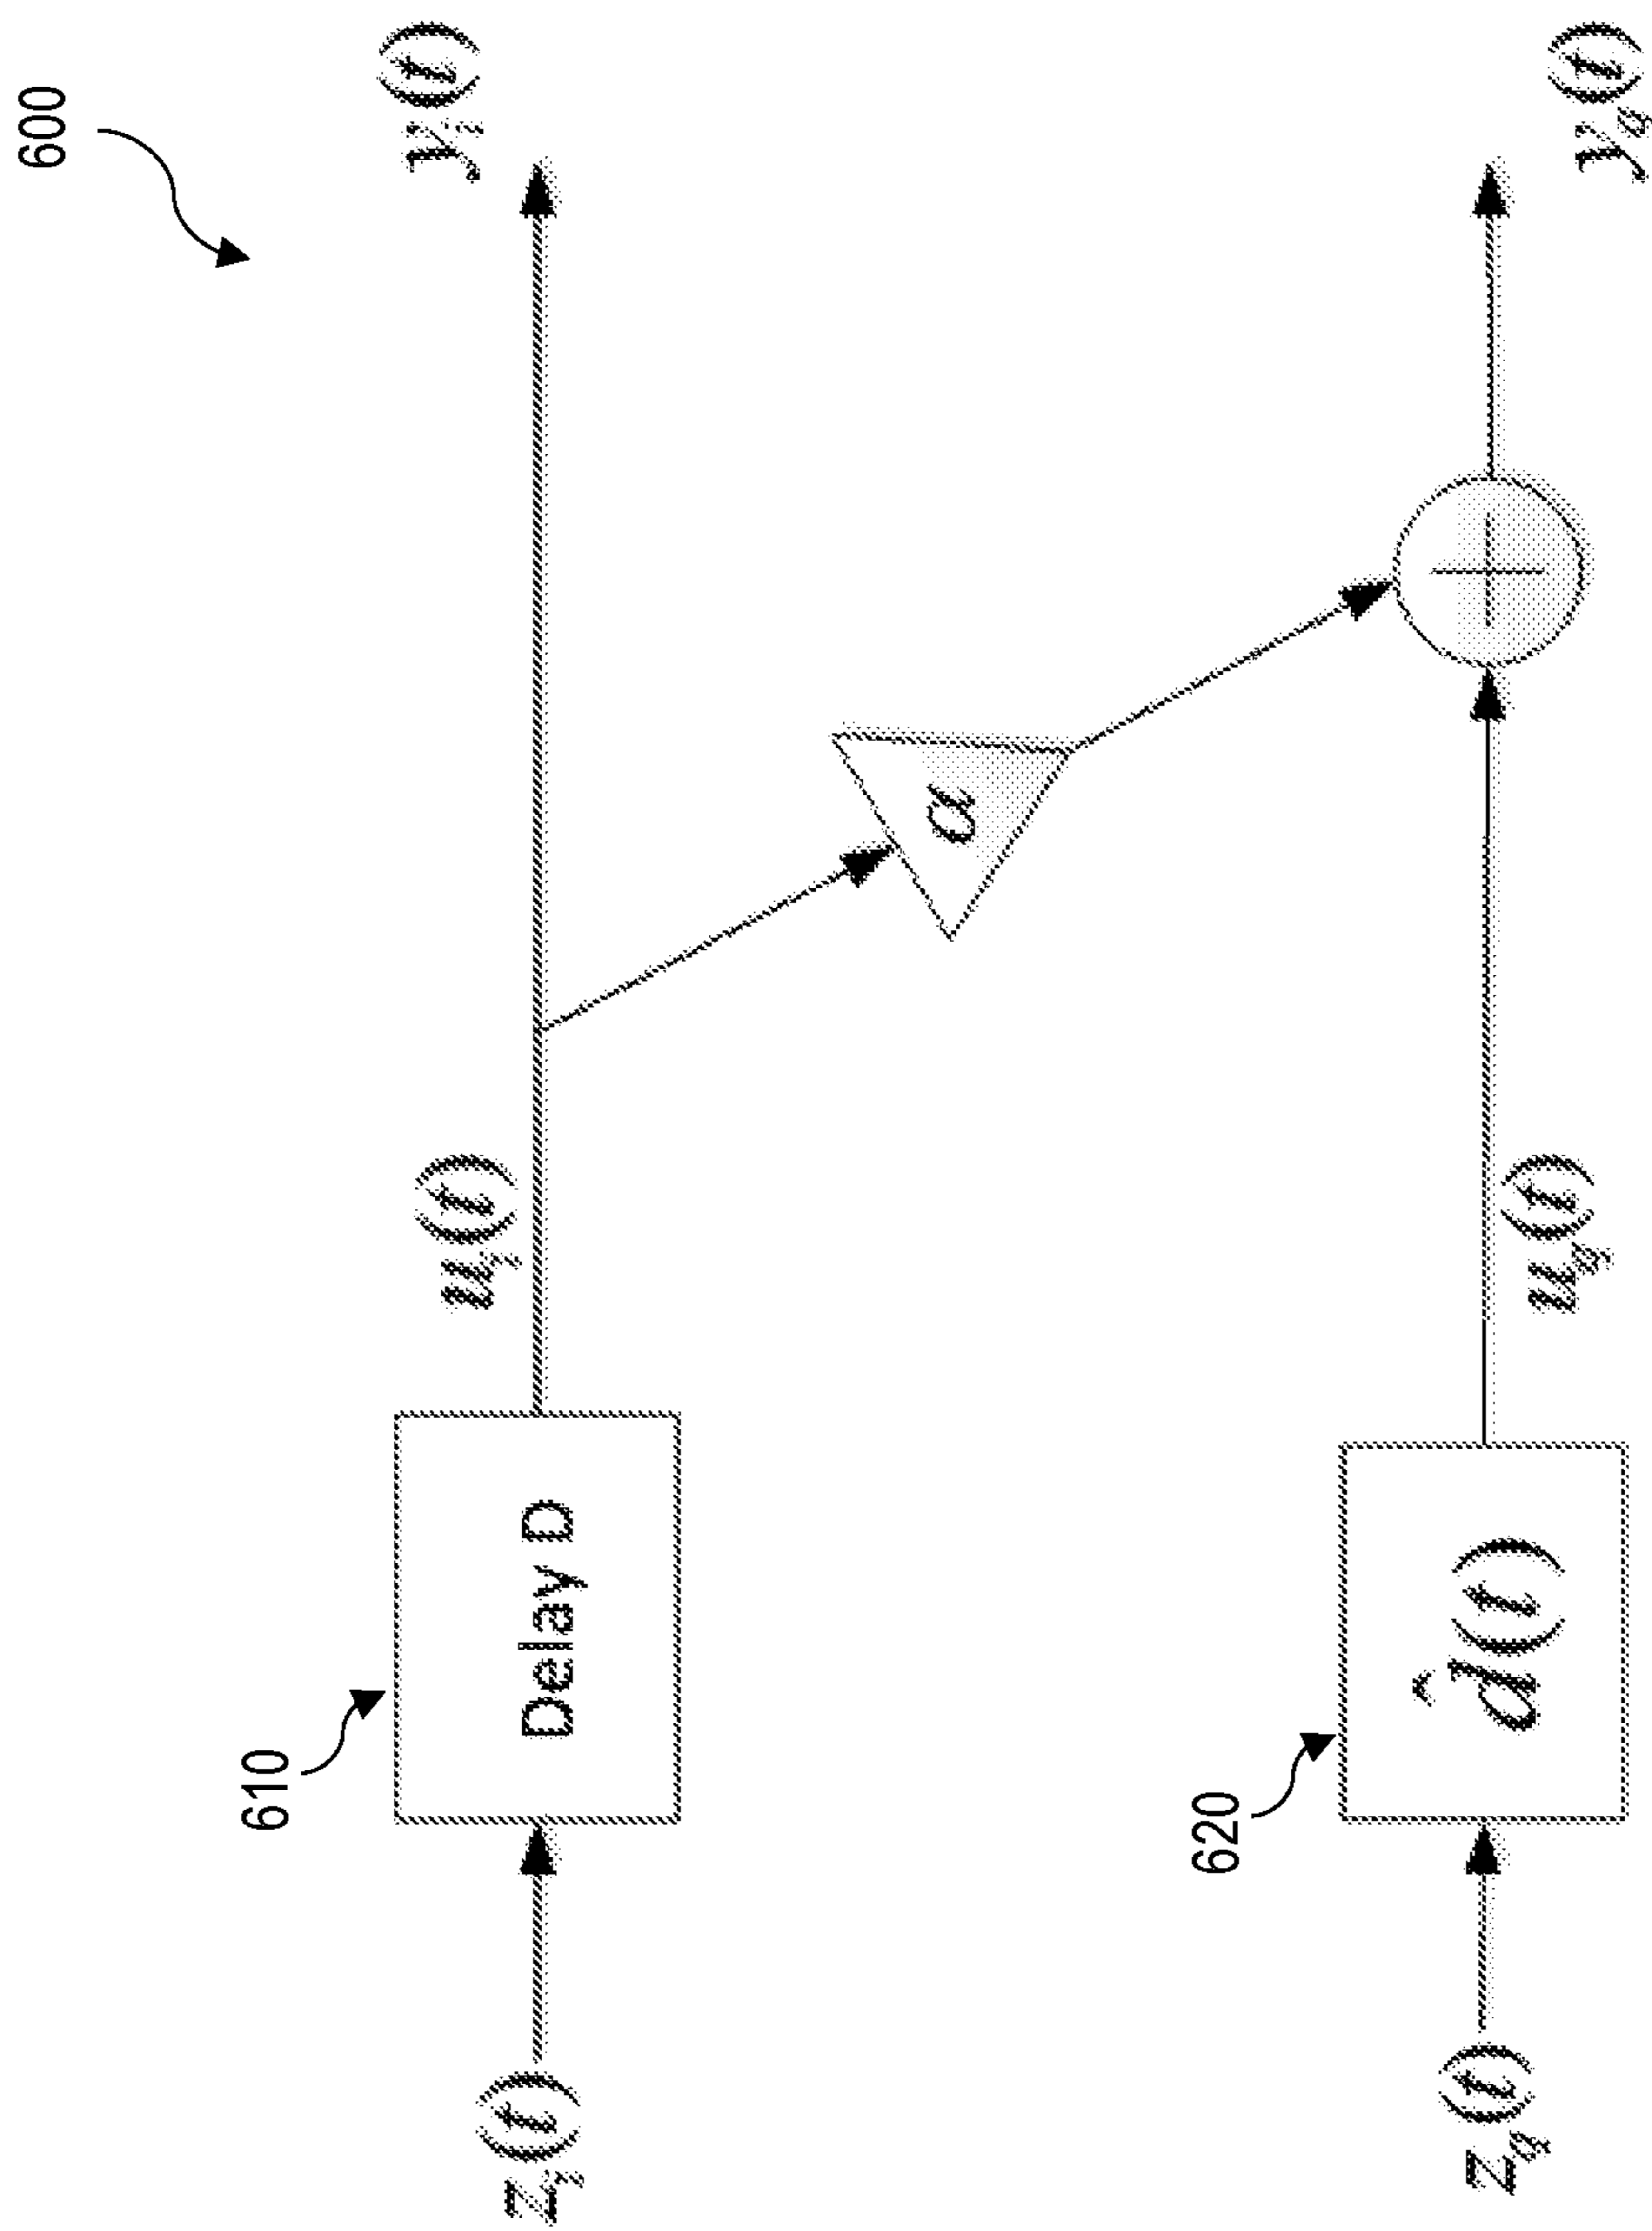 600
610
z_i(t)
Delay D
u_i(t)
y_i(t)
α
620
z_q(t)
d̂(t)
u_q(t)
y_q(t)